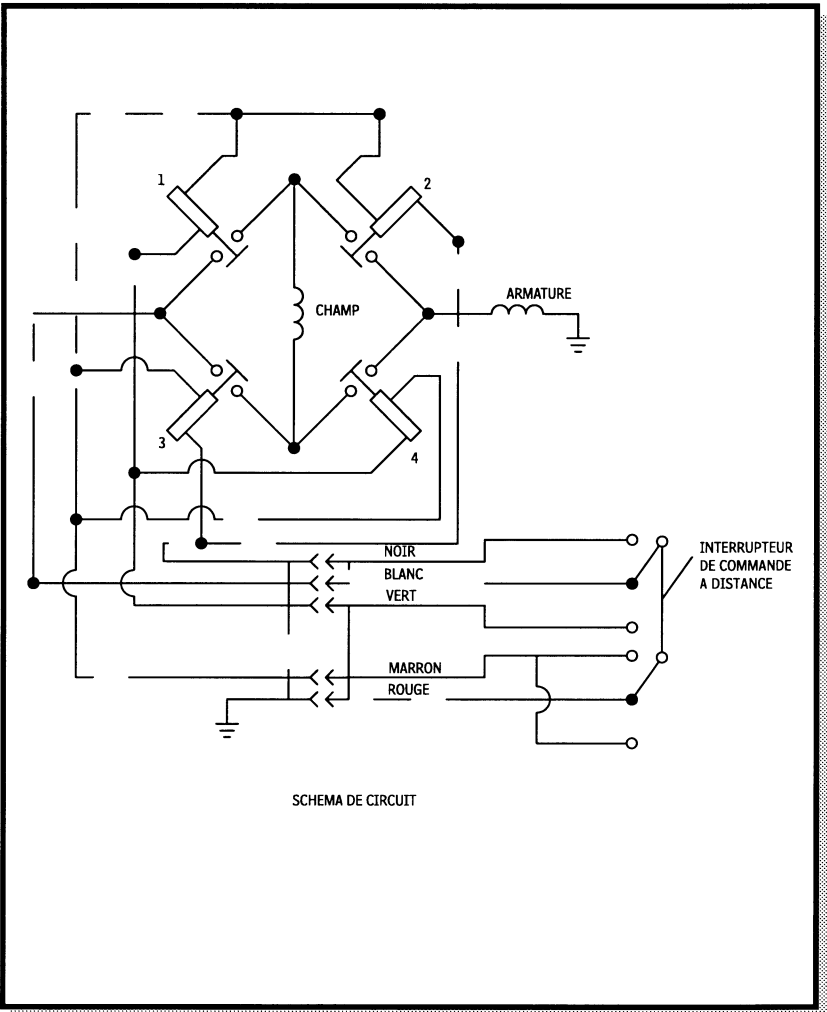 1
2
ARMATURE
CHAMP
3
4
NOIR
BLANC
VERT
INTERRUPTEUR
DE COMMANDE
A DISTANCE
MARRON
ROUGE
SCHEMA DE CIRCUIT